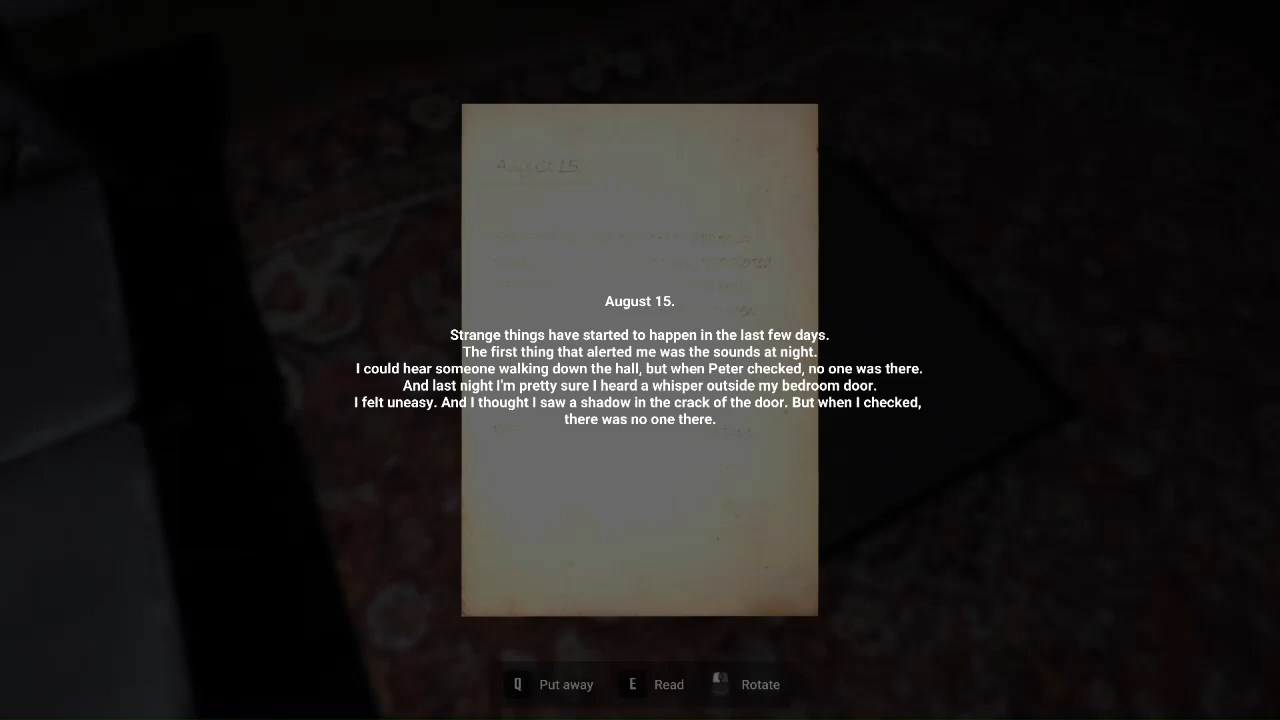 August 15.
August 15.
Strange things have started to happen in the last few days.
The first thing that alerted me was the sounds at night.
I could hear someone walking down the hall, but when Peter checked, no one was there.
And last night I'm pretty sure I heard a whisper outside my bedroom door.
I felt uneasy. And I thought I saw a shadow in the crack of the door. But when I checked,
there was no one there.
Q Put away E Read Rotate